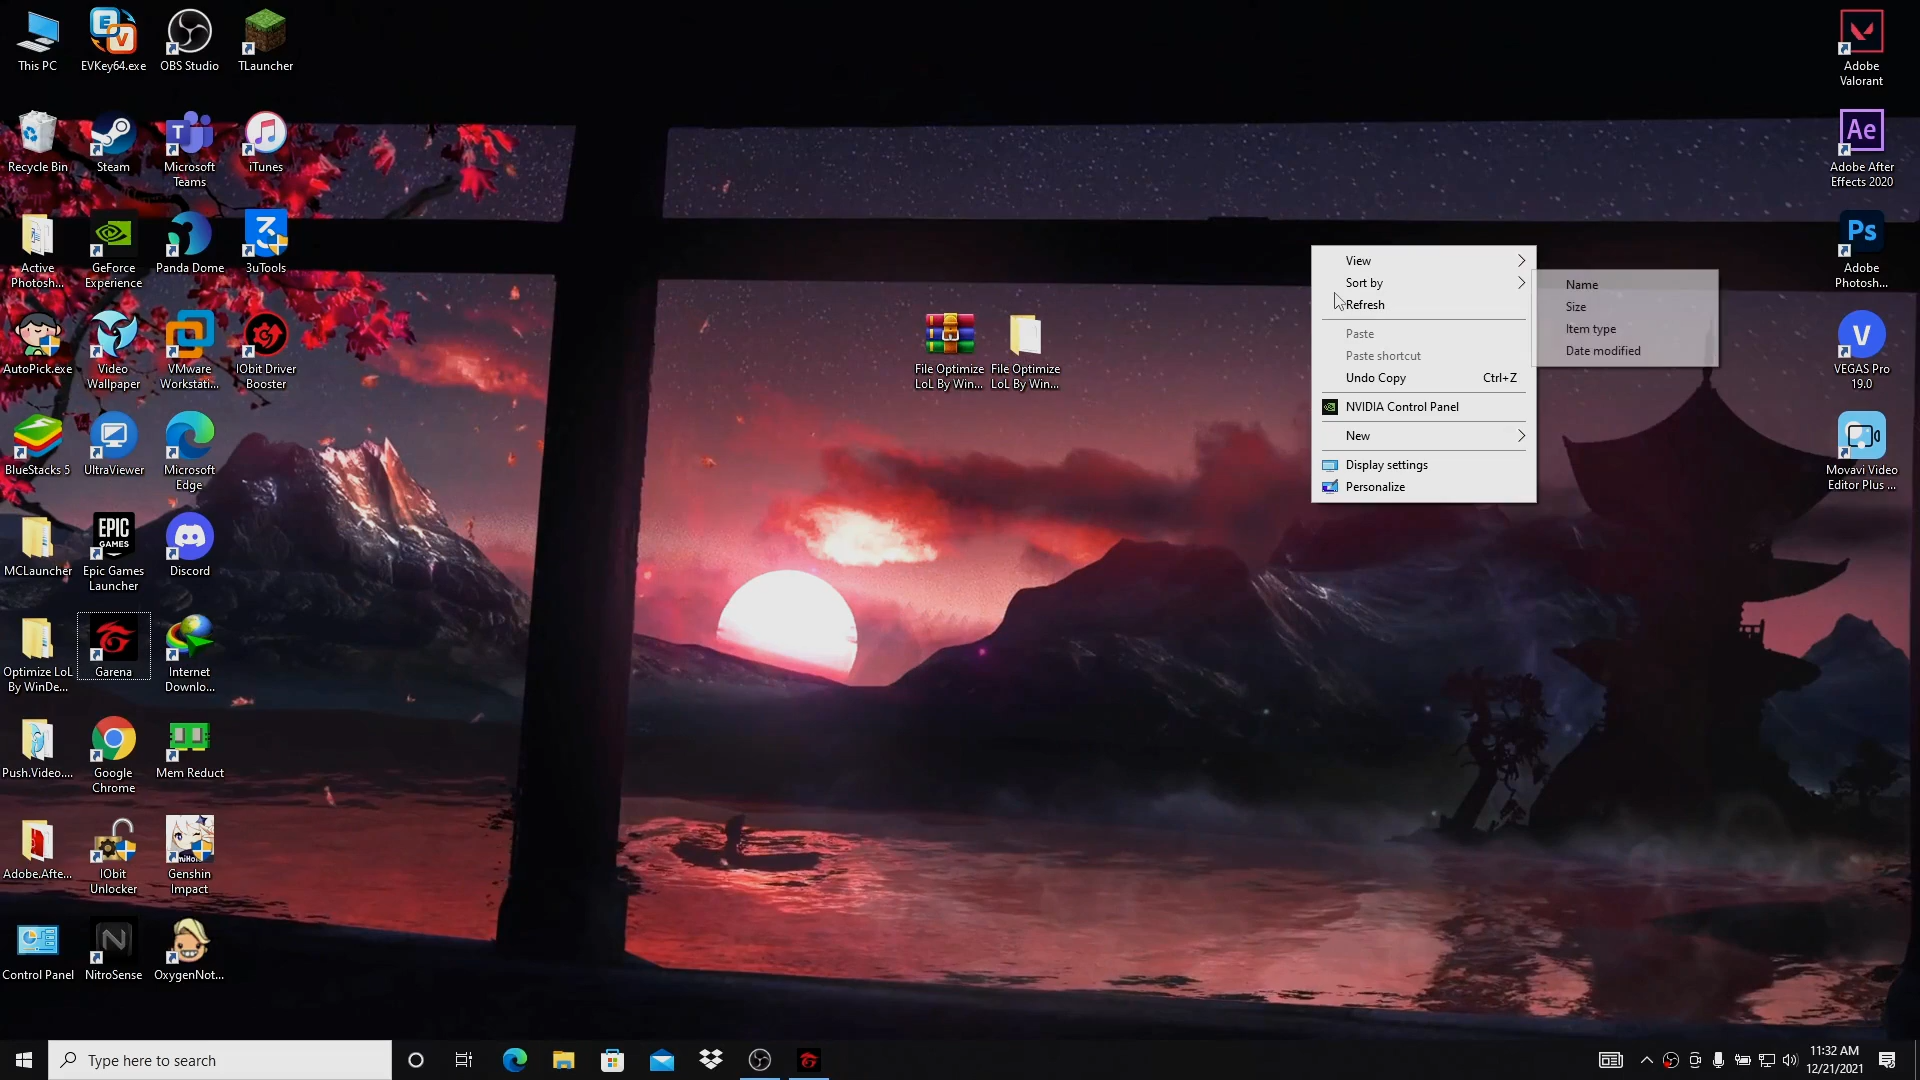 This PC
EVKey64.exe
OBS Studio
TLauncher
Recycle Bin
Steam
Microsoft
Teams
iTunes
Active
Photosh...
GeForce
Experience
Panda Dome
3uTools
AutoPick.exe
Video
Wallpaper
VMware
Workstati...
IObit Driver
Booster
BlueStacks 5
UltraViewer
Microsoft
Edge
MCLauncher
EPIC
GAMES
Epic Games
Launcher
Discord
Optimize LoL
By WinDe...
Garena
Internet
Downlo...
Push.Video....
Google
Chrome
Mem Reduct
Adobe.Afte...
IObit
Unlocker
Genshin
Impact
Control Panel
NitroSense
OxygenNot...
File Optimize
LoL By Win...
File Optimize
LoL By Win...
View
Sort by
Refresh
Paste
Paste shortcut
Undo Copy Ctrl+Z
NVIDIA Control Panel
New
Display settings
Personalize
Name
Size
Item type
Date modified
Adobe
Valorant
Ae
Adobe After
Effects 2020
Ps
Adobe
Photosh...
V
VEGAS Pro
19.0
Movavi Video
Editor Plus ...
Type here to search
11:32 AM
12/21/2021